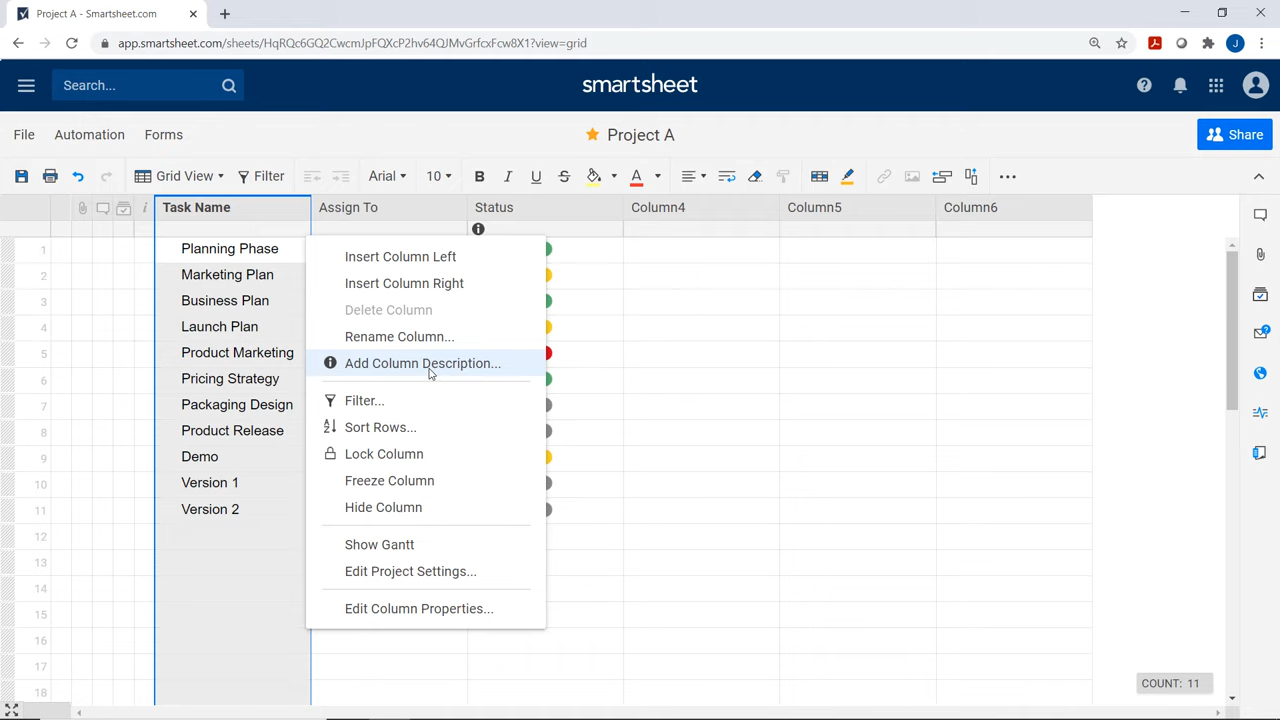 Project A - Smartsheet.com
app.smartsheet.com/sheets/HqRQc6GQ2CwcmJpFQXcP2hv64QJMvGrfcxFcw8X1?view=grid
J
Search...
smartsheet
File
Automation
Forms
Project A
Share
Grid View
Filter
Arial
10
B
I
U
S
A
Task Name
Assign To
Status
Column4
Column5
Column6
1 Planning Phase
2 Marketing Plan
3 Business Plan
4 Launch Plan
5 Product Marketing
6 Pricing Strategy
7 Packaging Design
8 Product Release
9 Demo
10 Version 1
11 Version 2
12
13
14
15
16
17
18
Insert Column Left
Insert Column Right
Delete Column
Rename Column...
Add Column Description...
Filter...
Sort Rows...
Lock Column
Freeze Column
Hide Column
Show Gantt
Edit Project Settings...
Edit Column Properties...
COUNT: 11